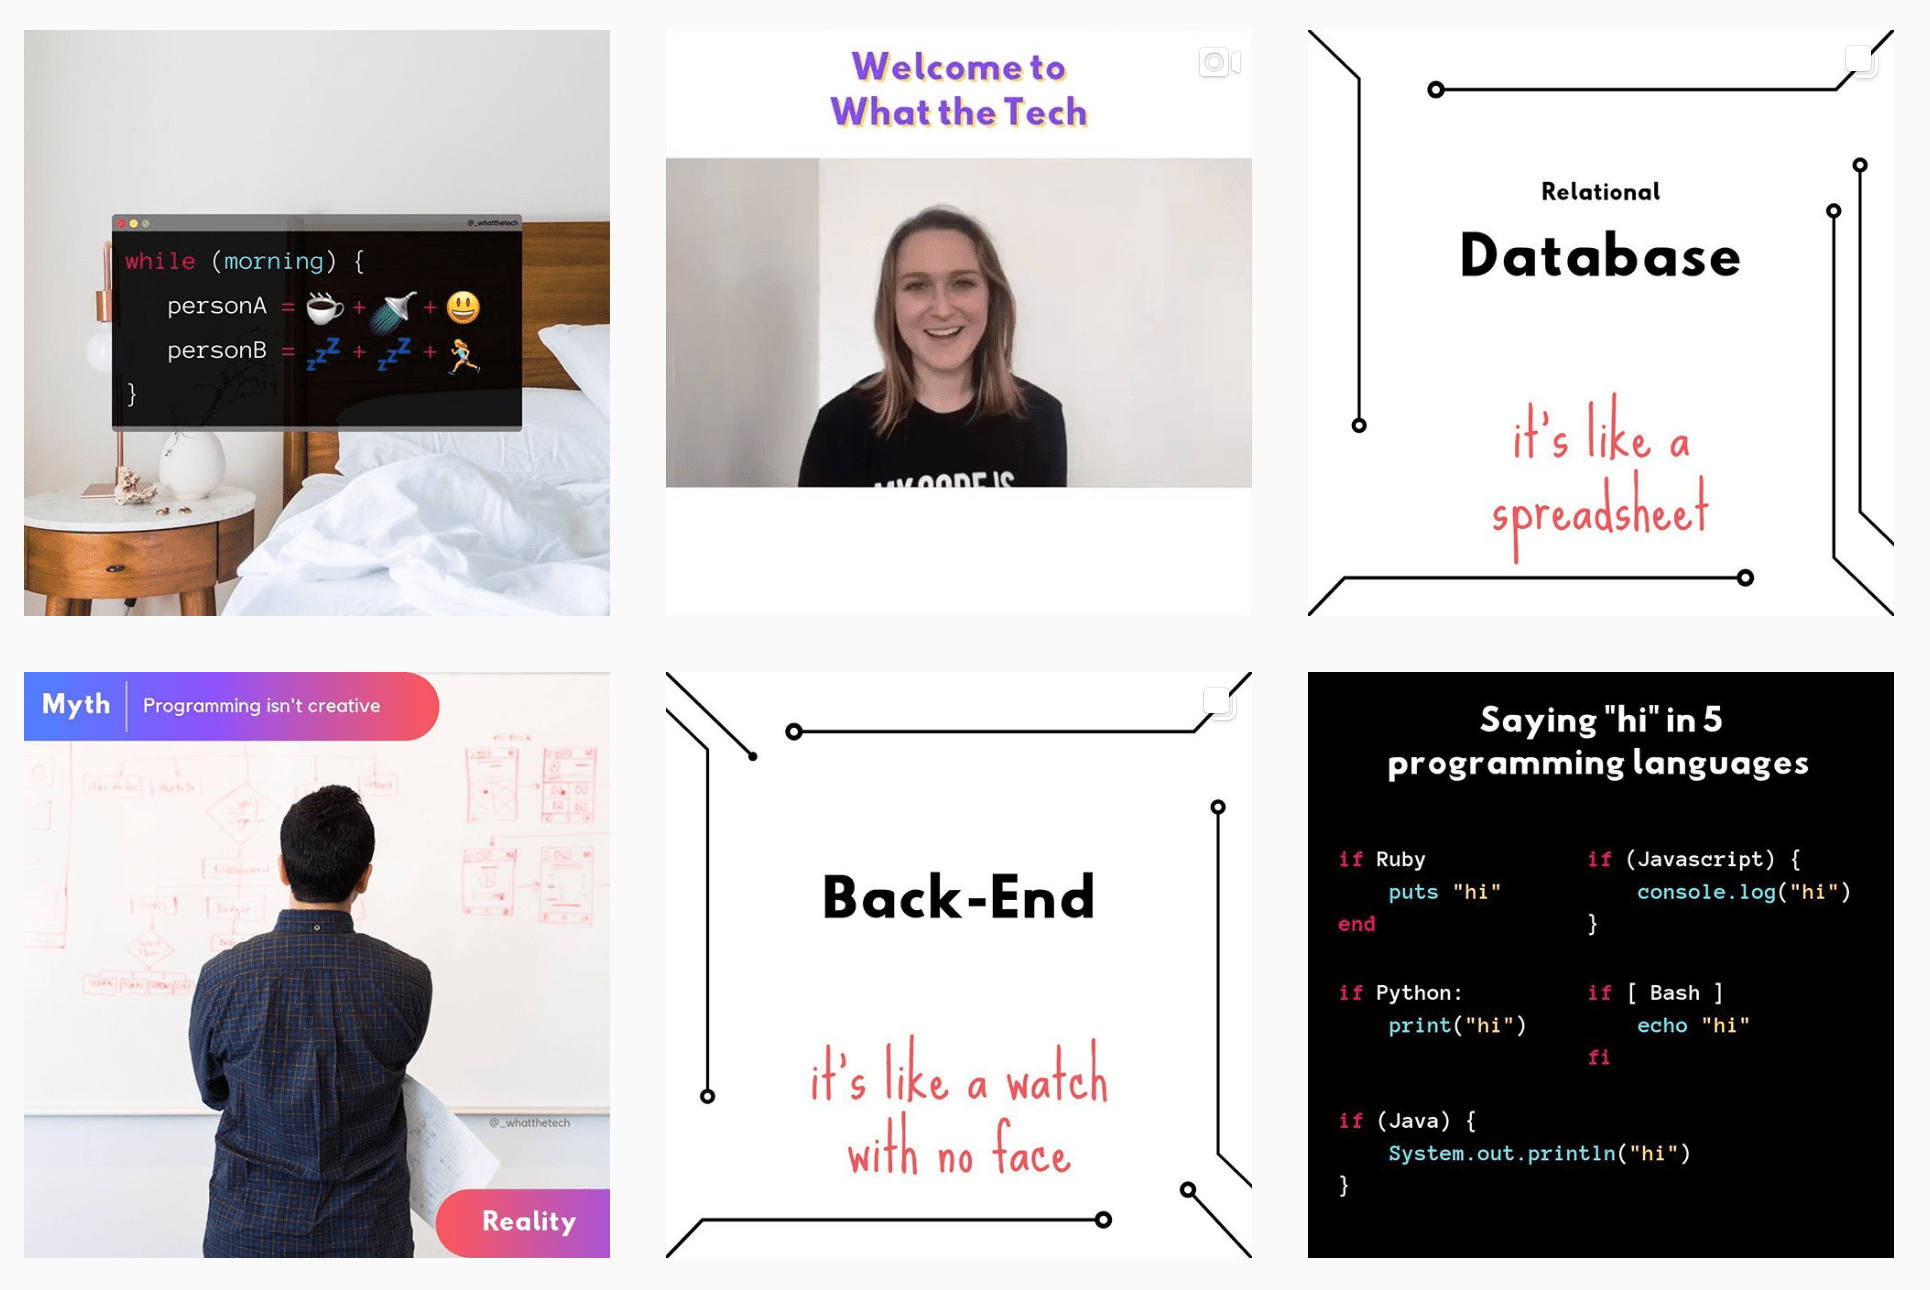 @_whatthetech
while (morning) {
personA = ☕ + 🚿 + 😃
personB = 💤 + 💤 + 🏃‍♀️
}
Welcome to
What the Tech
MY CODE IS
Relational
Database
it's like a
spreadsheet
Myth | Programming isn't creative
@_whatthetech
Reality
Back-End
it's like a watch
with no face
Saying "hi" in 5
programming languages
if Ruby
puts "hi"
end
if (Javascript) {
console.log("hi")
}
if Python:
print("hi")
if [ Bash ]
echo "hi"
fi
if (Java) {
System.out.println("hi")
}